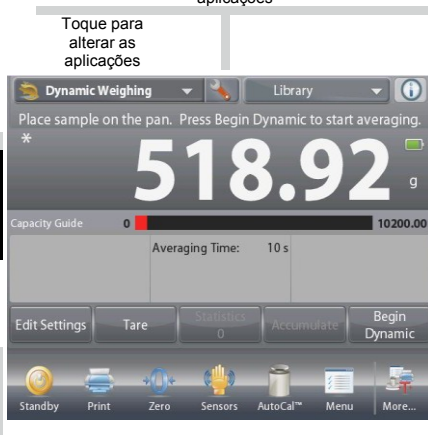 aplicações
Toque para
alterar as
aplicações
Dynamic Weighing
Library
Place sample on the pan. Press Begin Dynamic to start averaging.
*
518.92
g
Capacity Guide 0 10200.00
Averaging Time: 10 s
Edit Settings
Tare
Statistics
0
Accumulate
Begin
Dynamic
Standby
Print
Zero
Sensors
AutoCal™
Menu
More...